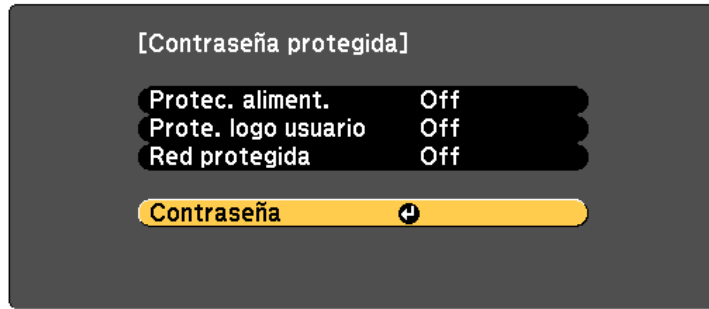 [Contraseña protegida]
Protec. aliment. Off
Prote. logo usuario Off
Red protegida Off
Contraseña